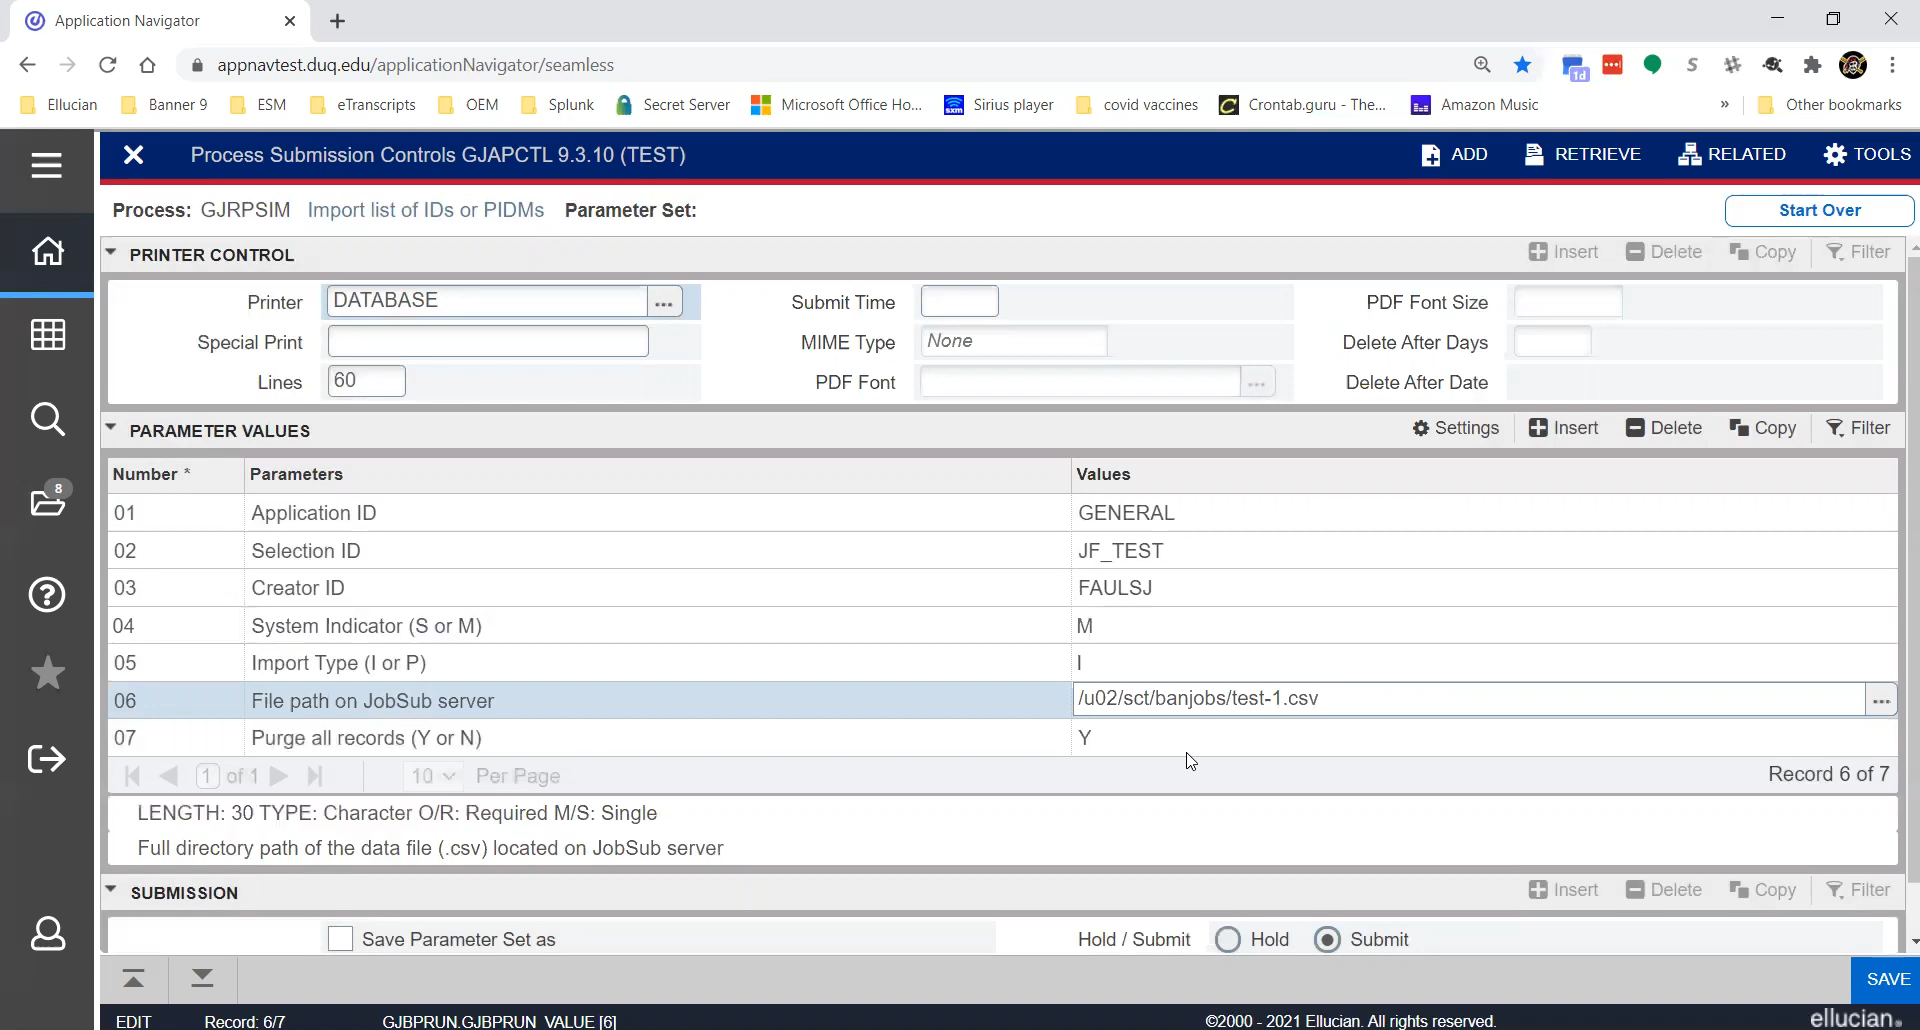 Application Navigator
appnavtest.duq.edu/applicationNavigator/seamless
1d
Ellucian Banner 9 ESM eTranscripts OEM Splunk Secret Server Microsoft Office Ho... Sirius player covid vaccines Crontab.guru - The... Amazon Music » Other bookmarks
Process Submission Controls GJAPCTL 9.3.10 (TEST) ADD RETRIEVE RELATED TOOLS
Process: GJRPSIM Import list of IDs or PIDMs Parameter Set: Start Over
PRINTER CONTROL Insert Delete Copy Filter
Printer DATABASE ... Submit Time PDF Font Size
Special Print MIME Type None Delete After Days
Lines 60 PDF Font ... Delete After Date
PARAMETER VALUES Settings Insert Delete Copy Filter
Number * Parameters Values
01 Application ID GENERAL
02 Selection ID JF_TEST
03 Creator ID FAULSJ
04 System Indicator (S or M) M
05 Import Type (I or P) I
06 File path on JobSub server /u02/sct/banjobs/test-1.csv ...
07 Purge all records (Y or N) Y
1 of 1 10 Per Page Record 6 of 7
LENGTH: 30 TYPE: Character O/R: Required M/S: Single
Full directory path of the data file (.csv) located on JobSub server
SUBMISSION Insert Delete Copy Filter
Save Parameter Set as Hold / Submit Hold Submit
SAVE
EDIT Record: 6/7 GJBPRUN.GJBPRUN_VALUE [6] ©2000 - 2021 Ellucian. All rights reserved. ellucian.
8